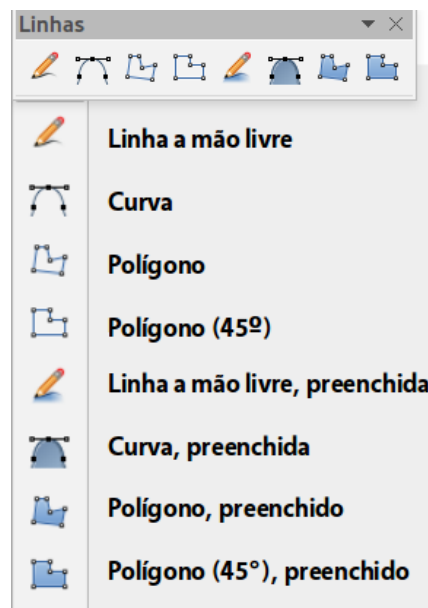 Linhas
Linha a mão livre
Curva
Polígono
Polígono (45º)
Linha a mão livre, preenchida
Curva, preenchida
Polígono, preenchido
Polígono (45°), preenchido